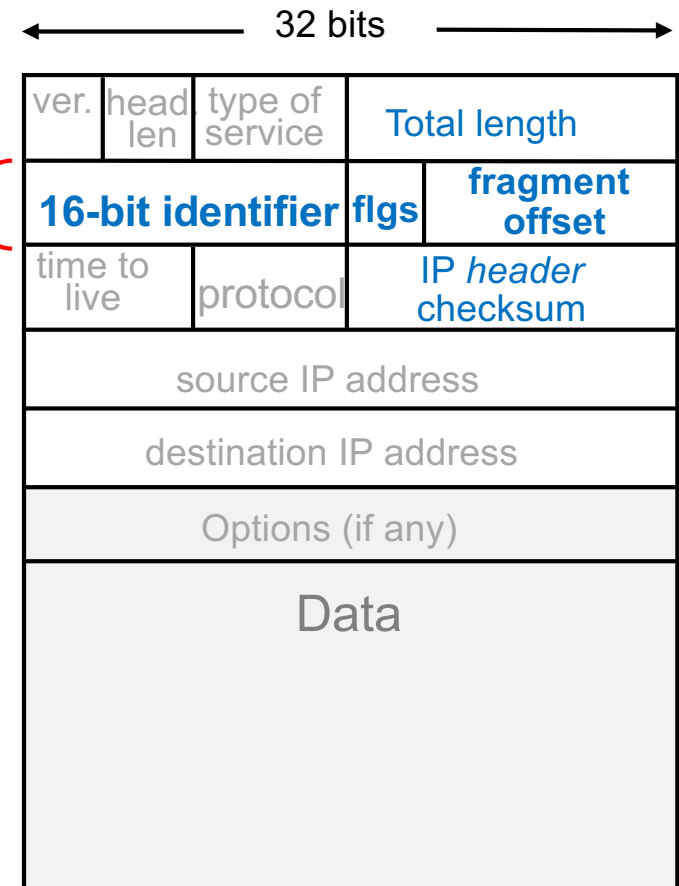 32 bits
ver.
head.
len
type of
service
Total length
16-bit identifier
flgs
fragment
offset
time to
live
protocol
IP header
checksum
source IP address
destination IP address
Options (if any)
Data